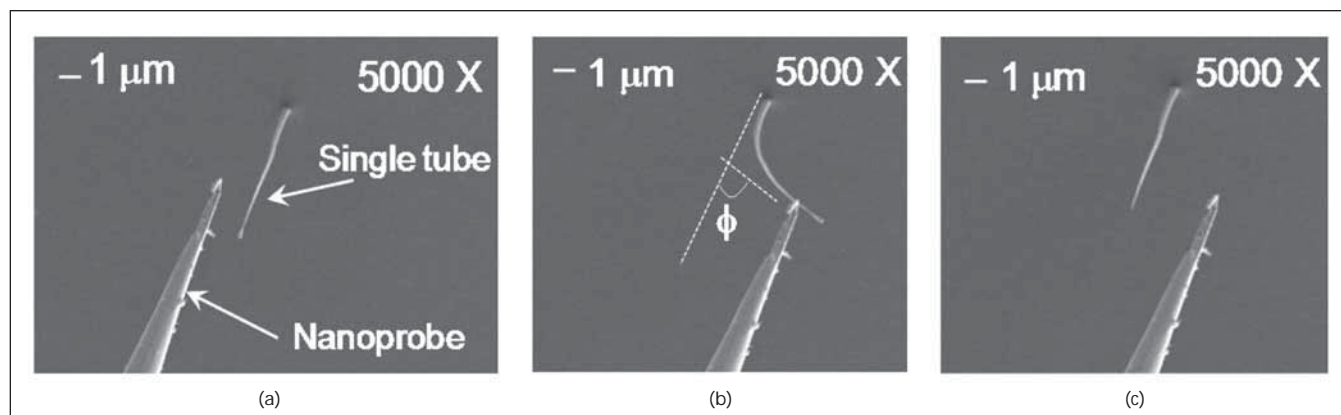 – 1 µm 5000 X
Single tube
Nanoprobe
(a)
– 1 µm 5000 X
ϕ
(b)
– 1 µm 5000 X
(c)